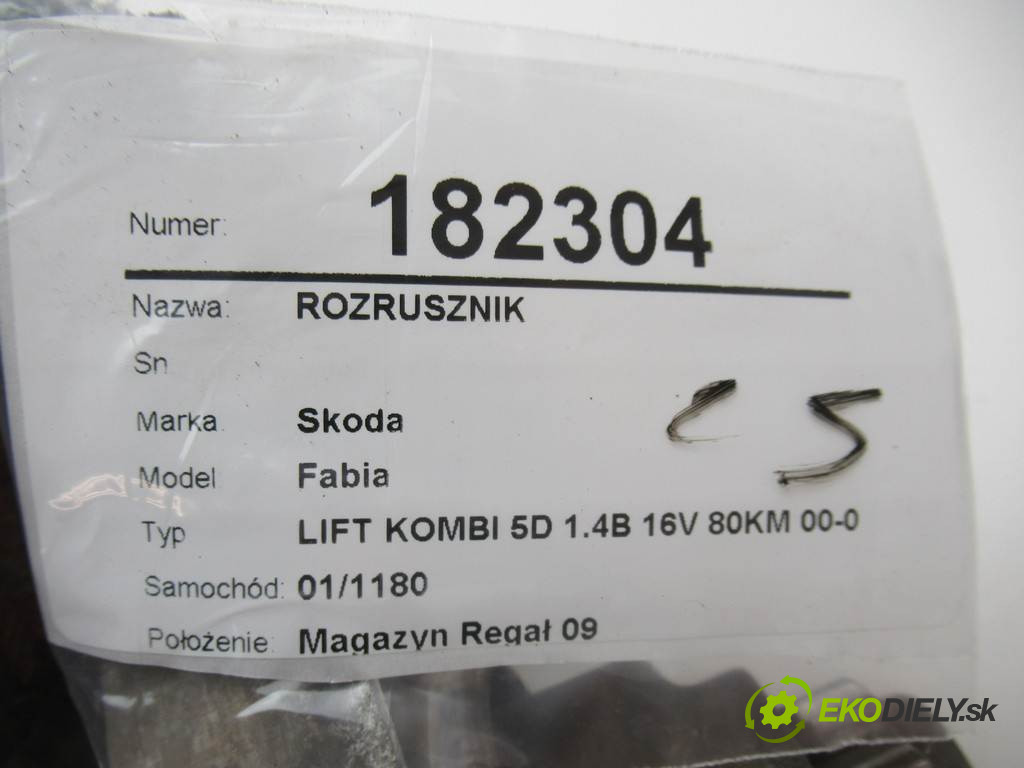 Numer: 182304
Nazwa: ROZRUSZNIK
Sn
Marka Skoda
Model Fabia
C5
Typ LIFT KOMBI 5D 1.4B 16V 80KM 00-0
Samochód: 01/1180
Położenie: Magazyn Regał 09
EKODIELY.sk